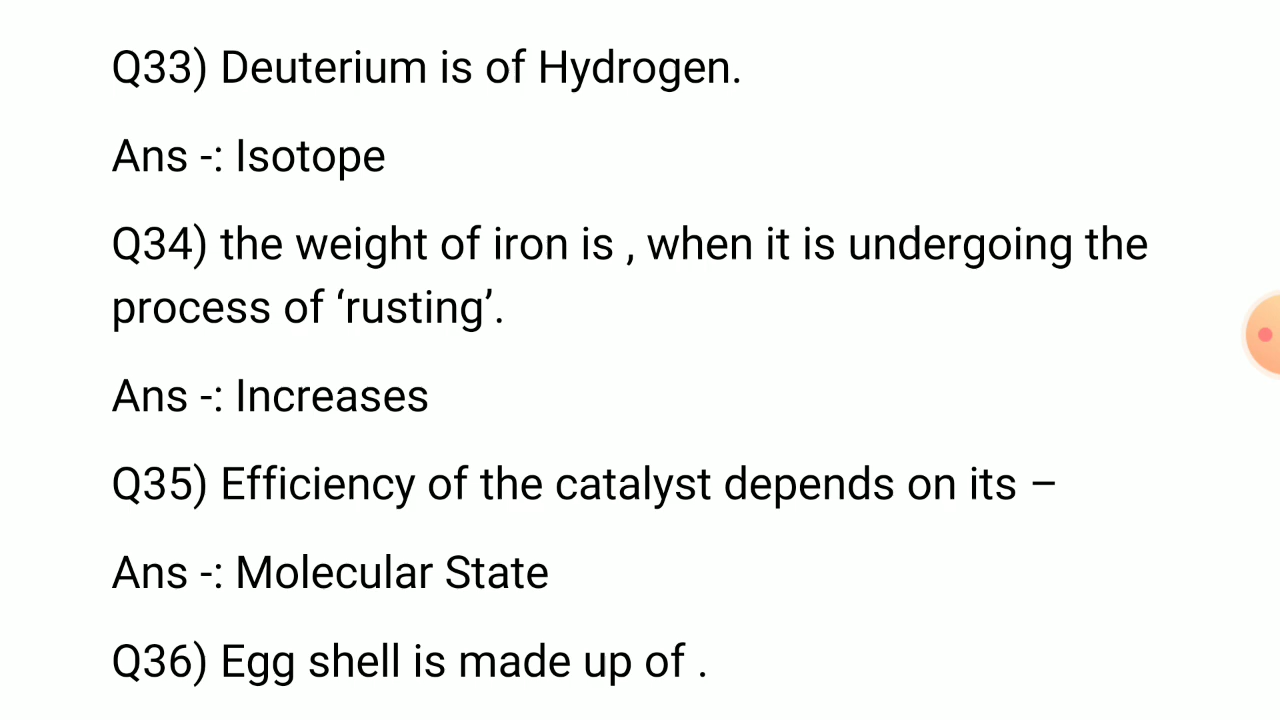 Q33) Deuterium is of Hydrogen.
Ans -: Isotope
Q34) the weight of iron is , when it is undergoing the
process of ‘rusting’.
Ans -: Increases
Q35) Efficiency of the catalyst depends on its –
Ans -: Molecular State
Q36) Egg shell is made up of .